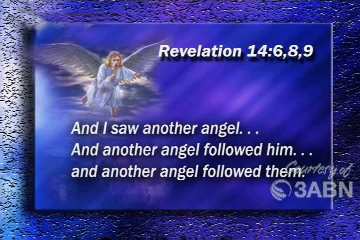 Revelation 14:6,8,9
And I saw another angel. . .
And another angel followed him. . .
and another angel followed them.
Courtesy of
3ABN